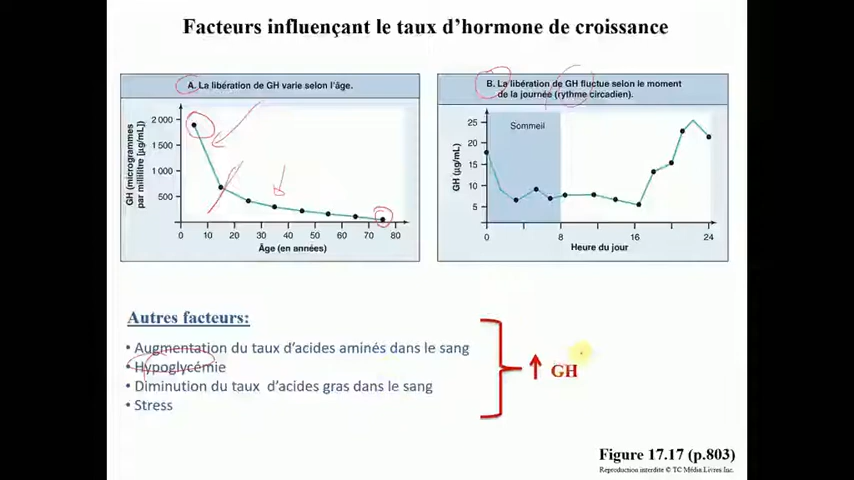 Facteurs influençant le taux d'hormone de croissance
A. La libération de GH varie selon l'âge.
2 000
1 500
1 000
500
GH (microgrammes
par millilitre [µg/mL])
0 10 20 30 40 50 60 70 80
Âge (en années)
B. La libération de GH fluctue selon le moment
de la journée (rythme circadien).
Sommeil
25
20
15
10
5
GH (µg/mL)
0 8 16 24
Heure du jour
Autres facteurs:
• Augmentation du taux d'acides aminés dans le sang
• Hypoglycémie
• Diminution du taux d'acides gras dans le sang
• Stress
↑ GH
Figure 17.17 (p.803)
Reproduction interdite © TC Média Livres Inc.